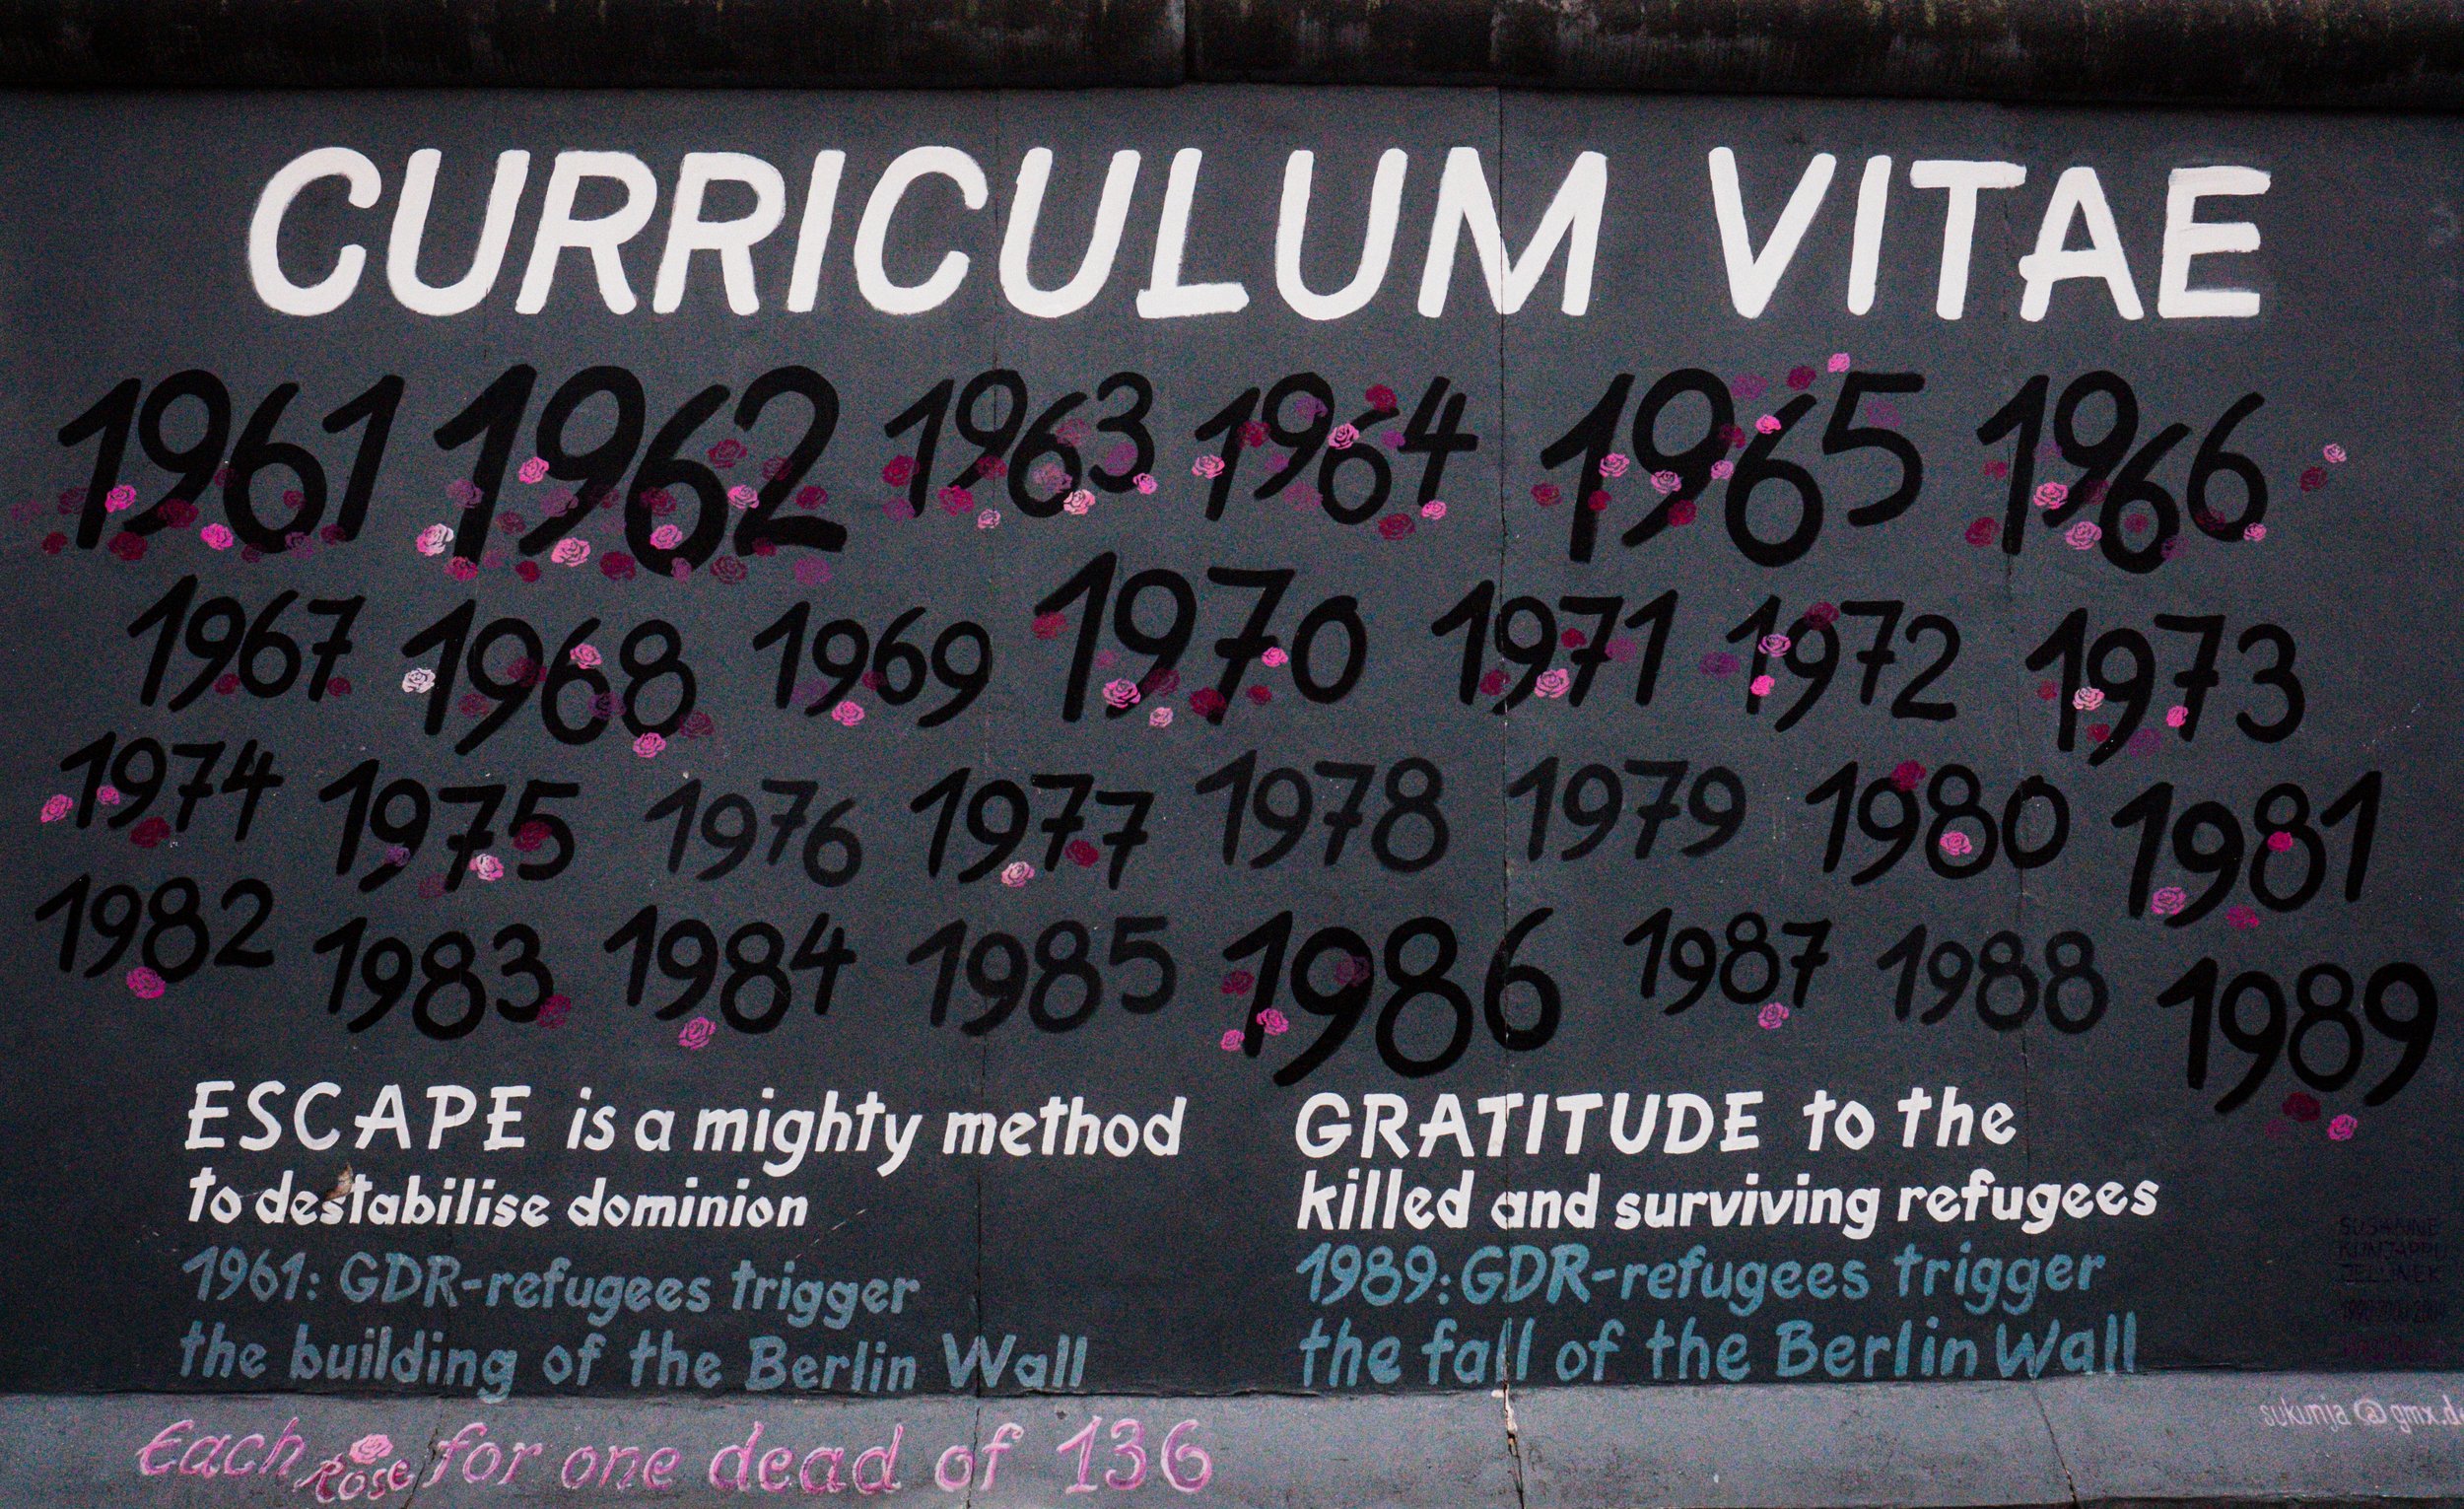 CURRICULUM VITAE
1961 1962 1963 1964 1965 1966
1967 1968 1969 1970 1971 1972 1973
1974 1975 1976 1977 1978 1979 1980 1981
1982 1983 1984 1985 1986 1987 1988 1989
ESCAPE is a mighty method
to destabilise dominion
1961: GDR-refugees trigger
the building of the Berlin Wall
GRATITUDE to the
killed and surviving refugees
1989: GDR-refugees trigger
the fall of the Berlin Wall
SUSANNE
KUNJAPPU
JELLINEK
sukunja@gmx.de
Each Rose for one dead of 136